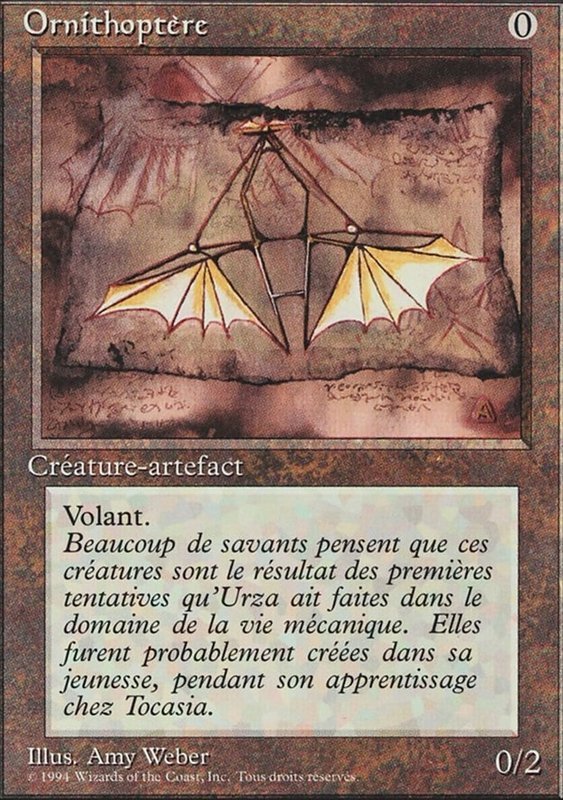 Ornithoptère 0
Créature-artefact
Volant.
Beaucoup de savants pensent que ces
créatures sont le résultat des premières
tentatives qu'Urza ait faites dans le
domaine de la vie mécanique. Elles
furent probablement créées dans sa
jeunesse, pendant son apprentissage
chez Tocasia.
Illus. Amy Weber
© 1994 Wizards of the Coast, Inc. Tous droits réservés.
0/2